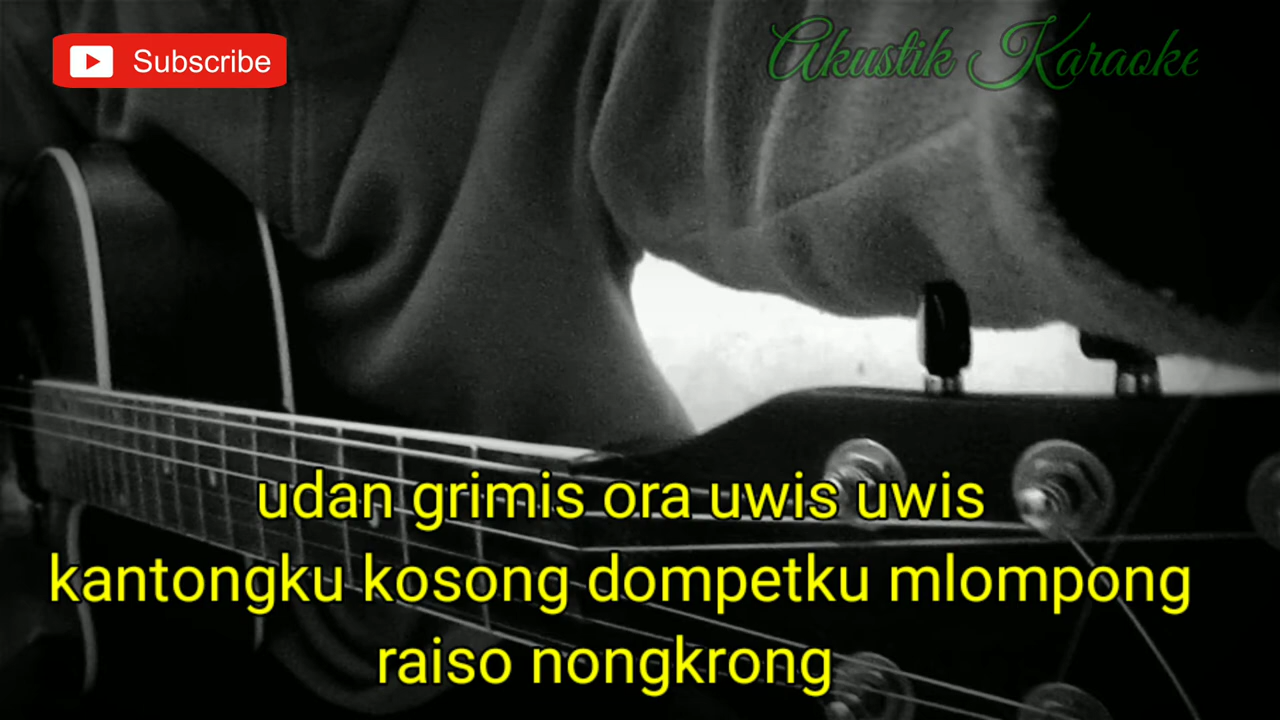 Subscribe
Akustik Karaoke
udan grimis ora uwis uwis
kantongku kosong dompetku mlompong
raiso nongkrong